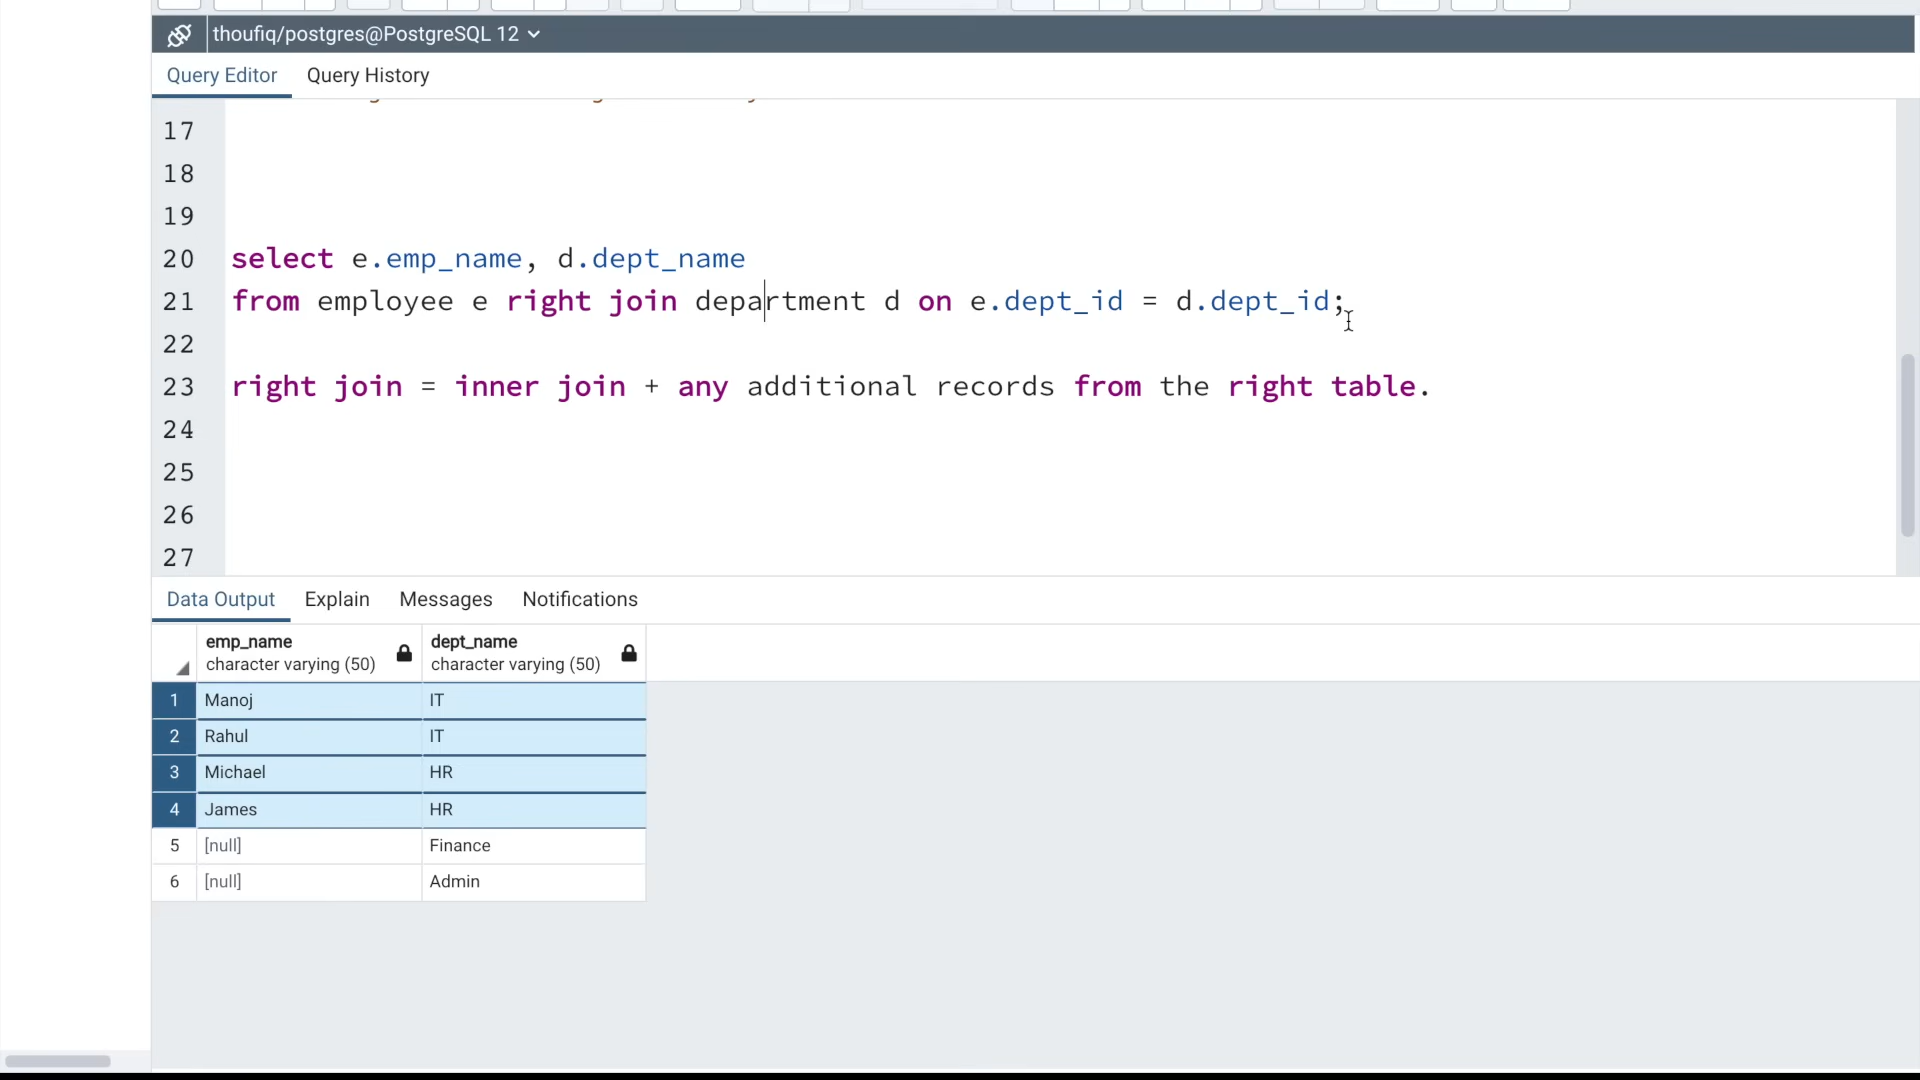 thoufiq/postgres@PostgreSQL 12
Query Editor Query History
17
18
19
20 select e.emp_name, d.dept_name
21 from employee e right join department d on e.dept_id = d.dept_id;
22
23 right join = inner join + any additional records from the right table.
24
25
26
27
Data Output Explain Messages Notifications
emp_name dept_name
character varying (50) character varying (50)
1 Manoj IT
2 Rahul IT
3 Michael HR
4 James HR
5 [null] Finance
6 [null] Admin